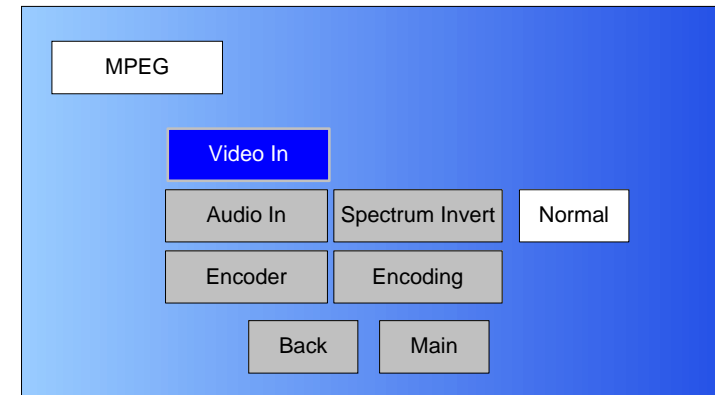 MPEG
Video In
Audio In
Spectrum Invert
Normal
Encoder
Encoding
Back
Main